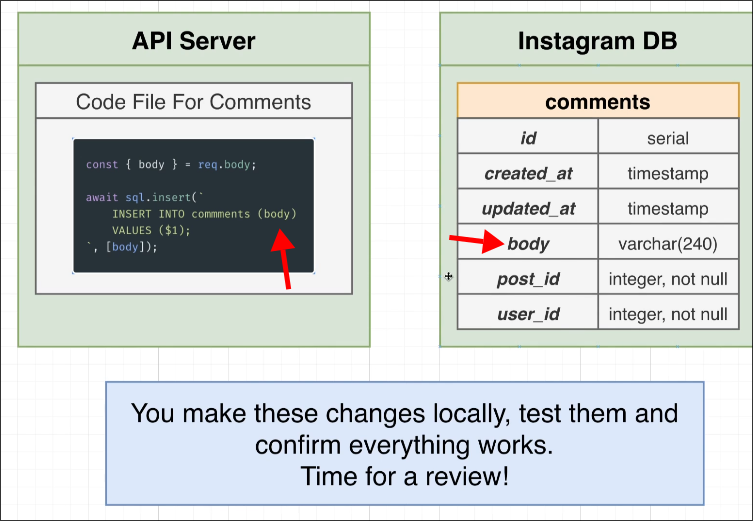 API Server
Code File For Comments
const { body } = req.body;
await sql.insert(`
INSERT INTO commments (body)
VALUES ($1);
`, [body]);
Instagram DB
comments
id serial
created_at timestamp
updated_at timestamp
body varchar(240)
post_id integer, not null
user_id integer, not null
You make these changes locally, test them and
confirm everything works.
Time for a review!